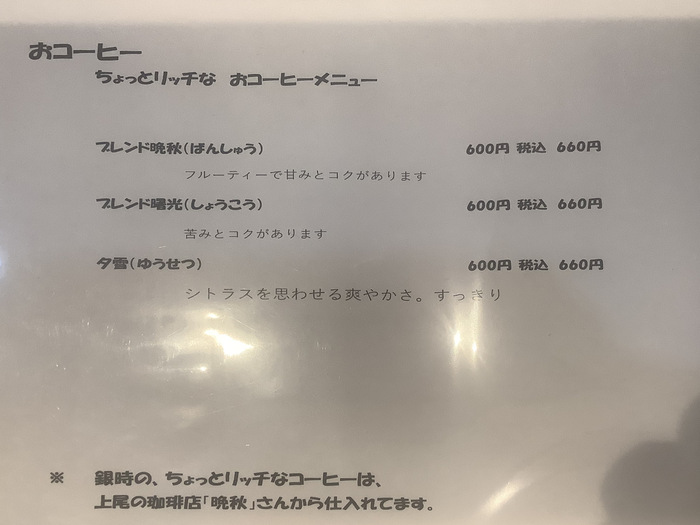 おコーヒー
ちょっとリッチな おコーヒーメニュー
ブレンド晩秋(ばんしゅう) 600円 税込 660円
フルーティーで甘みとコクがあります
ブレンド曙光(しょうこう) 600円 税込 660円
苦みとコクがあります
夕雪(ゆうせつ) 600円 税込 660円
シトラスを思わせる爽やかさ。すっきり
※ 銀時の、ちょっとリッチなコーヒーは、
上尾の珈琲店「晩秋」さんから仕入れてます。